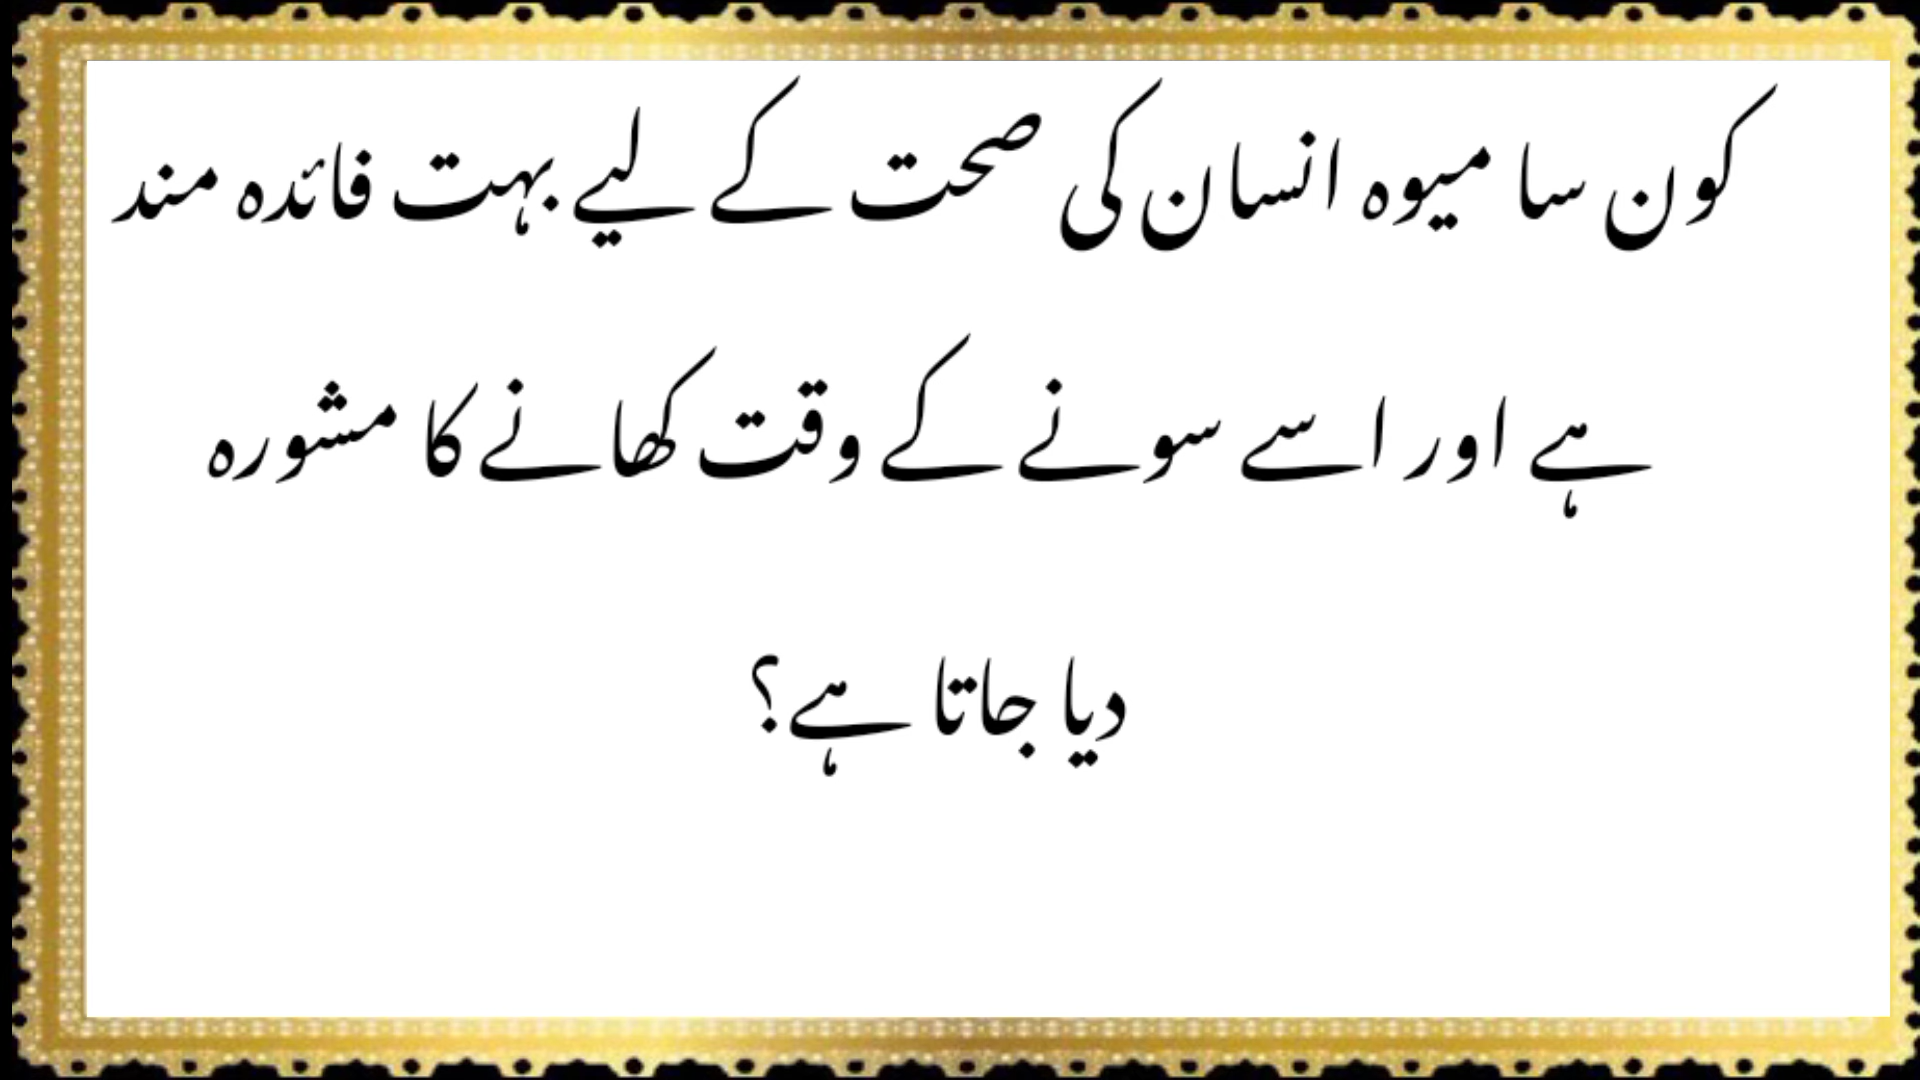 کون سا میوہ انسان کی صحت کے لیے بہت فائدہ مند
ہے اور اسے سونے کے وقت کھانے کا مشورہ
دیا جاتا ہے؟